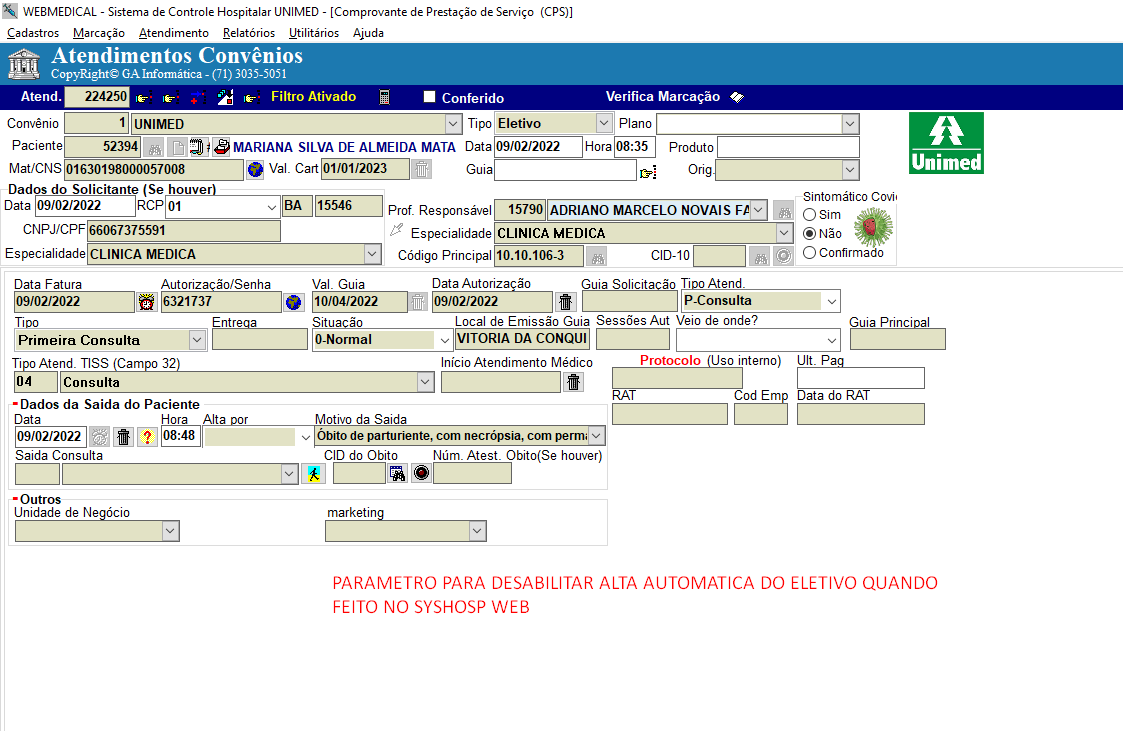 WEBMEDICAL - Sistema de Controle Hospitalar UNIMED - [Comprovante de Prestação de Serviço (CPS)]
Cadastros Marcação Atendimento Relatórios Utilitários Ajuda
Atendimentos Convênios
CopyRight© GA Informática - (71) 3035-5051
Atend. 224250 Filtro Ativado Conferido Verifica Marcação
Convênio 1 UNIMED Tipo Eletivo Plano
Paciente 52394 MARIANA SILVA DE ALMEIDA MATA Data 09/02/2022 Hora 08:35 Produto
Mat/CNS 01630198000057008 Val. Cart 01/01/2023 Guia Orig.
Unimed
Dados do Solicitante (Se houver)
Data 09/02/2022 RCP 01 BA 15546
CNPJ/CPF 66067375591
Especialidade CLINICA MEDICA
Prof. Responsável 15790 ADRIANO MARCELO NOVAIS FA
Especialidade CLINICA MEDICA
Código Principal 10.10.106-3 CID-10
Sintomático Covi
Sim
Não
Confirmado
Data Fatura Autorização/Senha Val. Guia Data Autorização Guia Solicitação Tipo Atend.
09/02/2022 6321737 10/04/2022 09/02/2022 P-Consulta
Tipo Entrega Situação Local de Emissão Guia Sessões Aut Veio de onde? Guia Principal
Primeira Consulta 0-Normal VITORIA DA CONQUI
Tipo Atend. TISS (Campo 32) Início Atendimento Médico Protocolo (Uso interno) Ult. Pag
04 Consulta
RAT Cod Emp Data do RAT
Dados da Saida do Paciente
Data Hora Alta por Motivo da Saida
09/02/2022 ? 08:48 Óbito de parturiente, com necrópsia, com perma
Saida Consulta CID do Obito Núm. Atest. Obito(Se houver)
Outros
Unidade de Negócio marketing
PARAMETRO PARA DESABILITAR ALTA AUTOMATICA DO ELETIVO QUANDO
FEITO NO SYSHOSP WEB